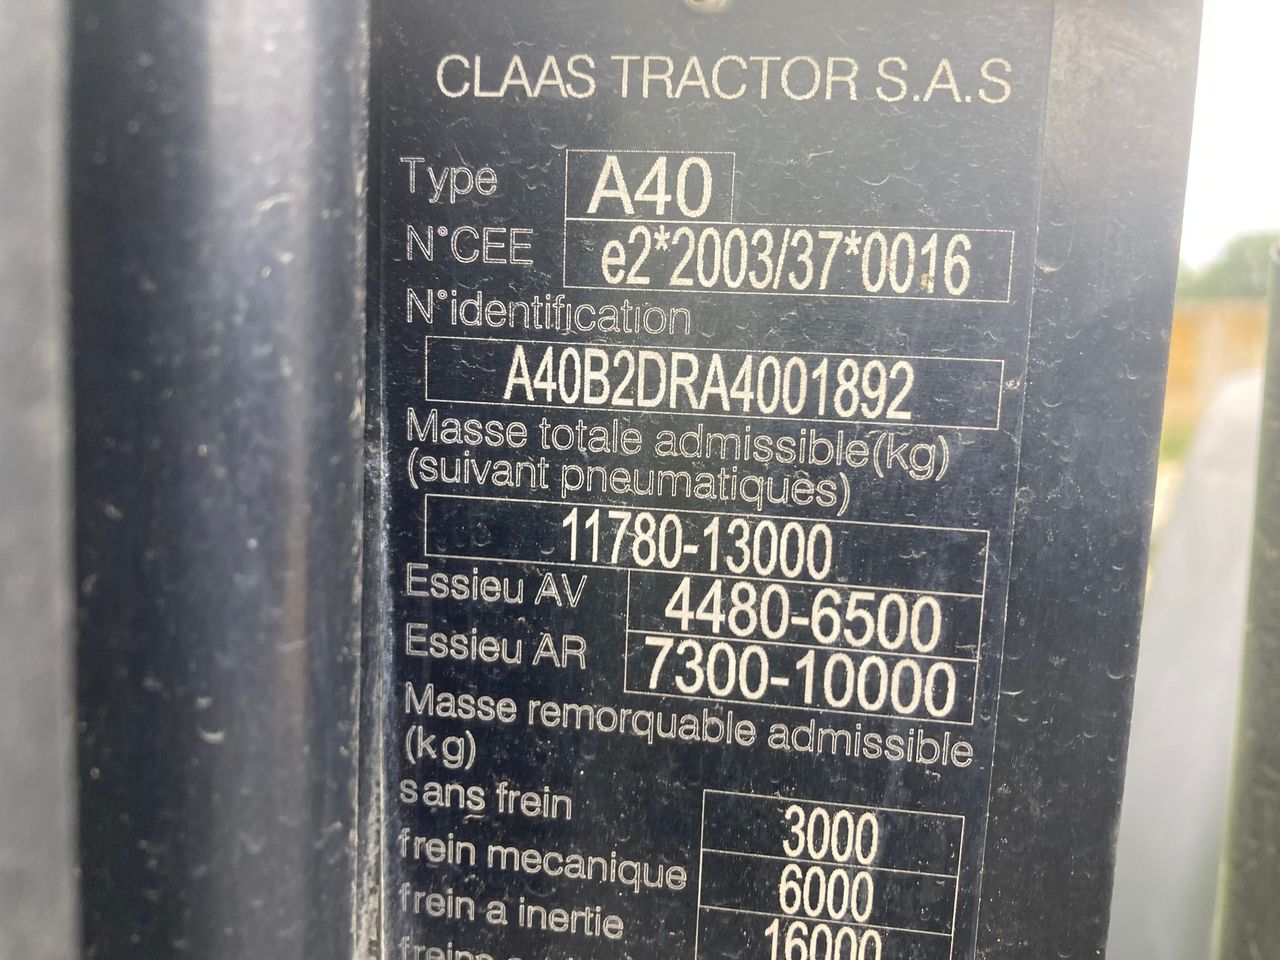 CLAAS TRACTOR S.A.S
Type A40
N°CEE e2*2003/37*0016
N°identification
A40B2DRA4001892
Masse totale admissible(kg)
(suivant pneumatiques)
11780-13000
Essieu AV 4480-6500
Essieu AR 7300-10000
Masse remorquable admissible
(kg)
sans frein 3000
frein mecanique 6000
frein a inertie 16000